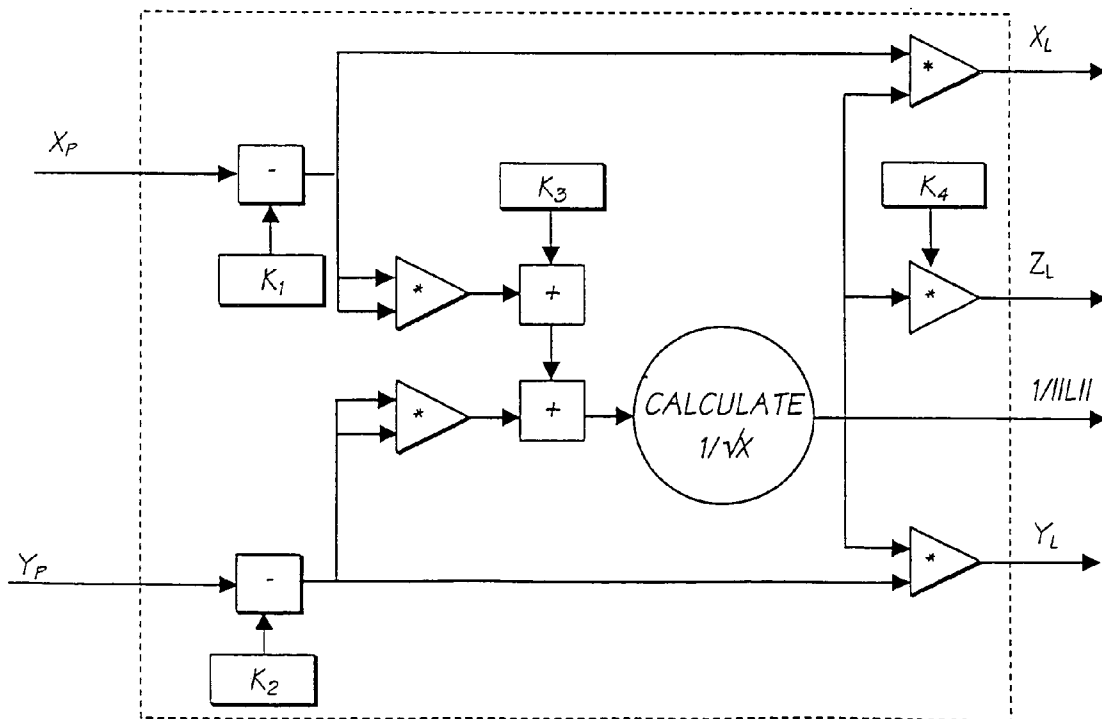 X_L
X_P
-
*
K_3
K_4
K_1
*
+
*
Z_L
*
+
CALCULATE
1/√X
1/||L||
Y_P
-
*
Y_L
K_2